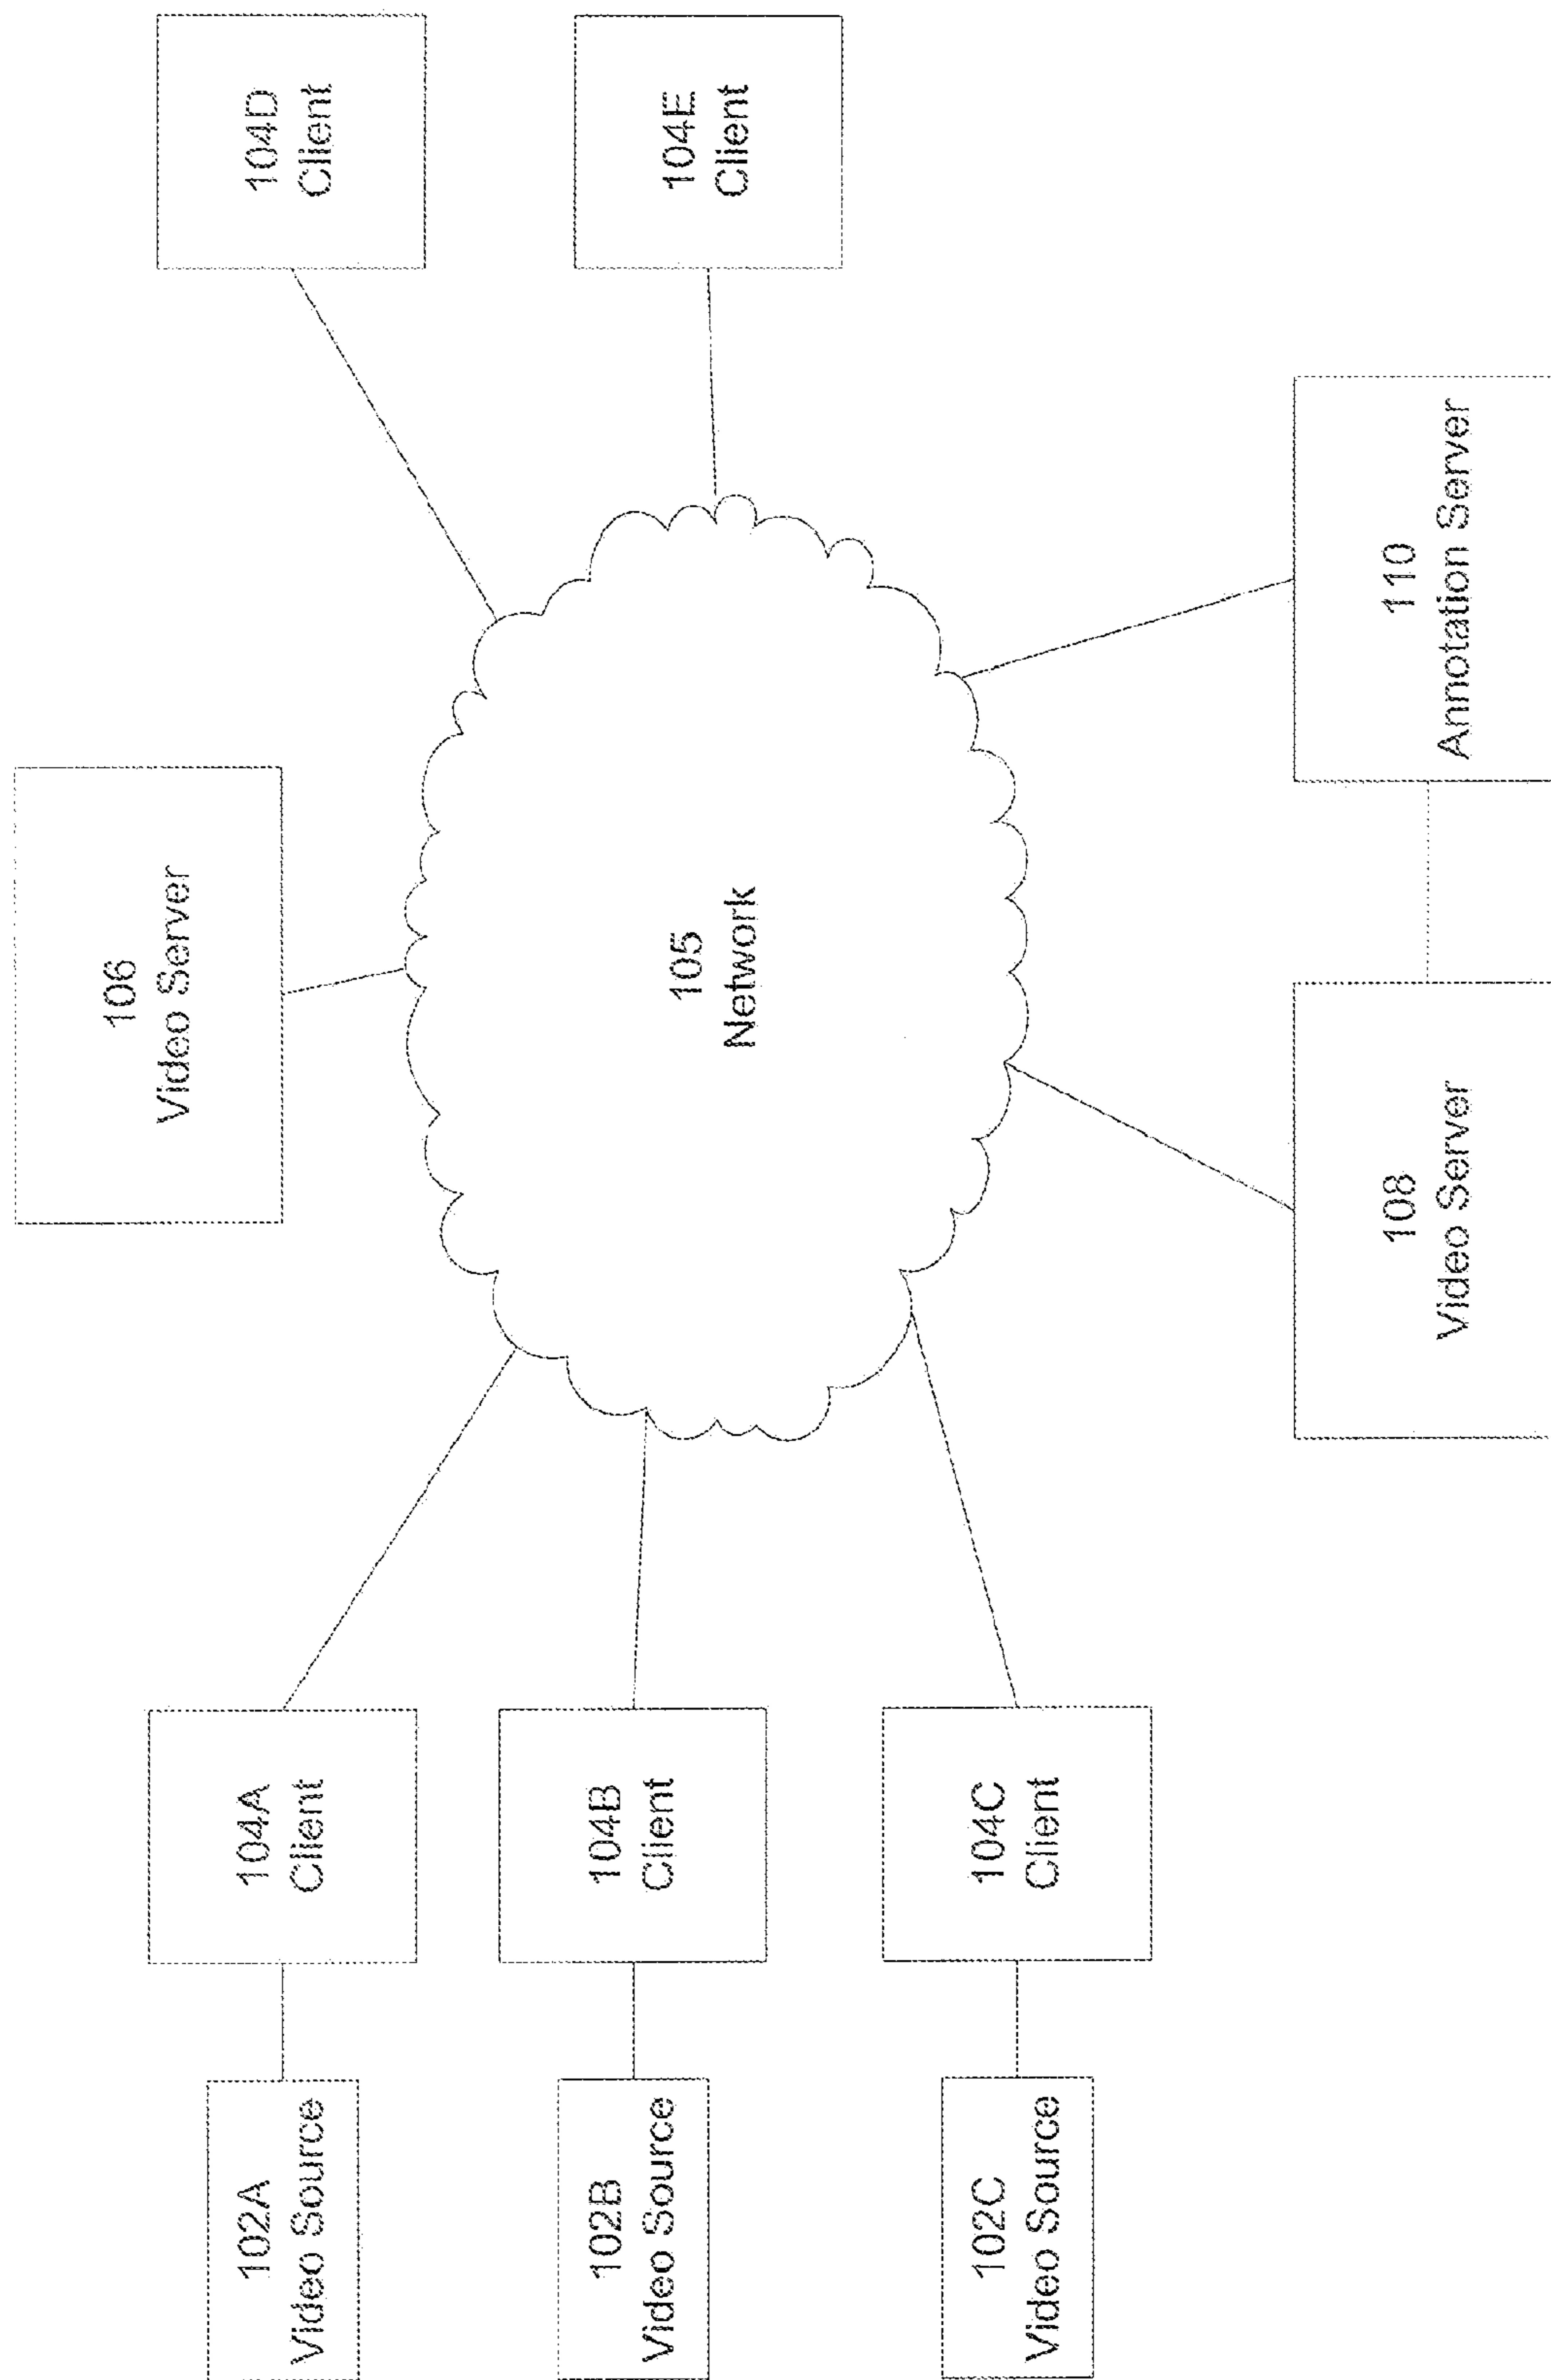 102A
Video Source
104A
Client
102B
Video Source
104B
Client
102C
Video Source
104C
Client
106
Video Server
105
Network
108
Video Server
110
Annotation Server
104D
Client
104E
Client